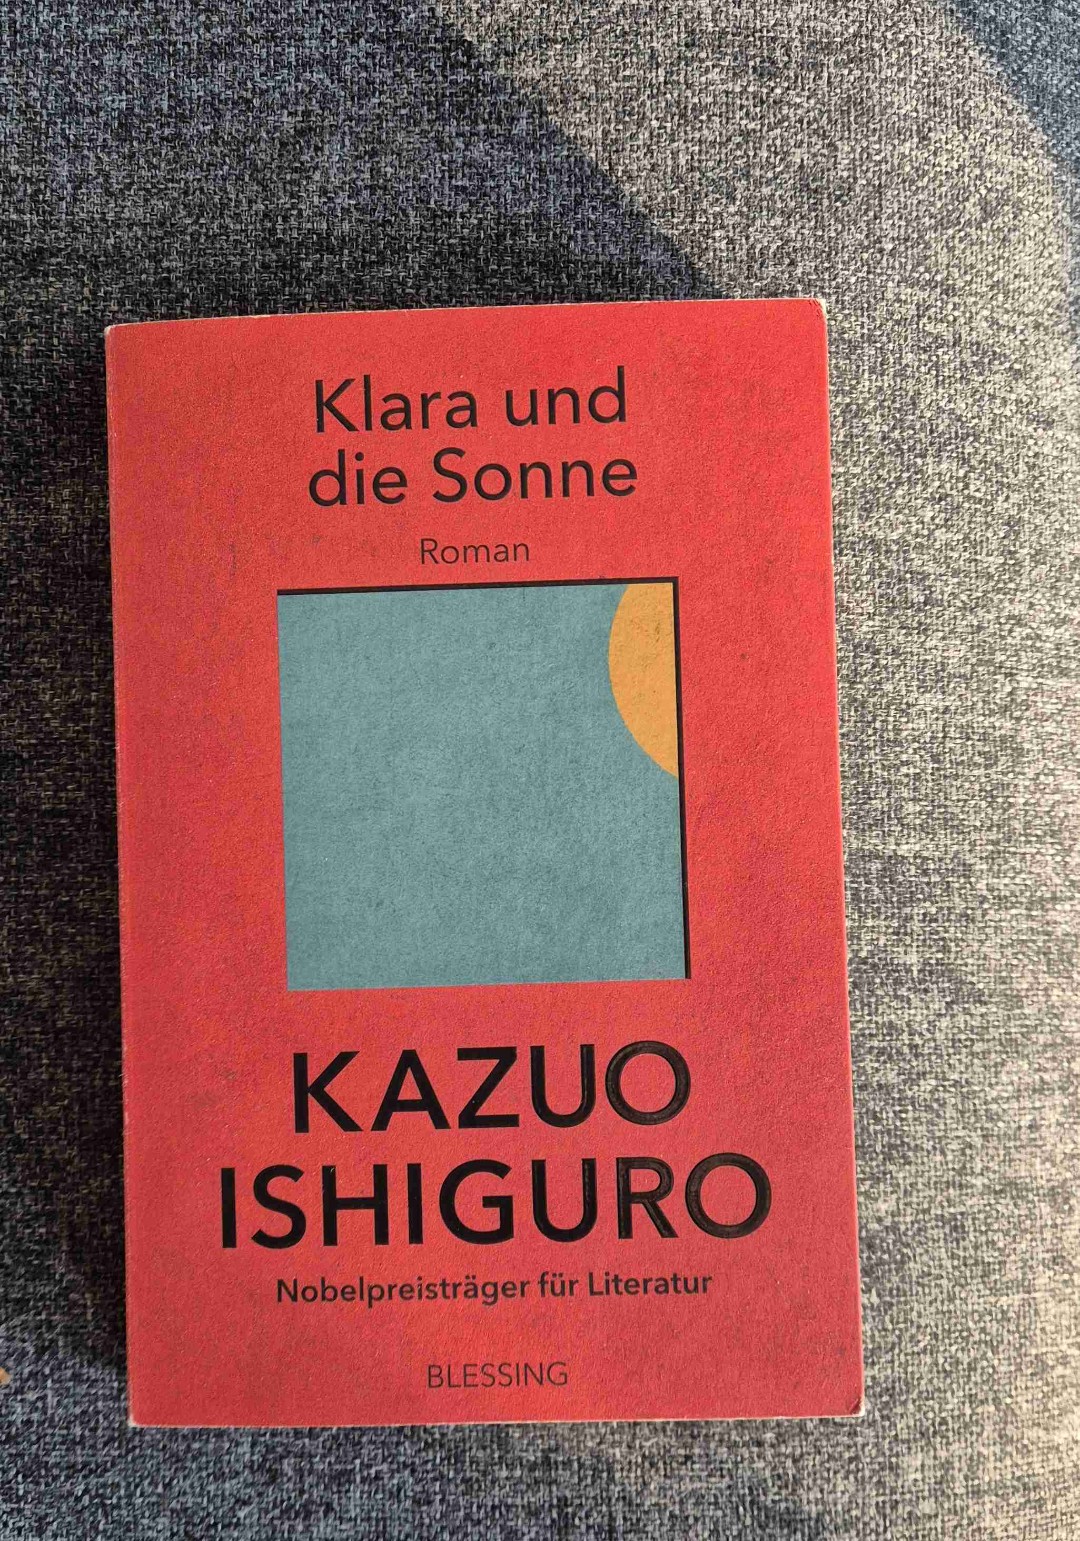 Klara und
die Sonne
Roman
KAZUO
ISHIGURO
Nobelpreisträger für Literatur
BLESSING